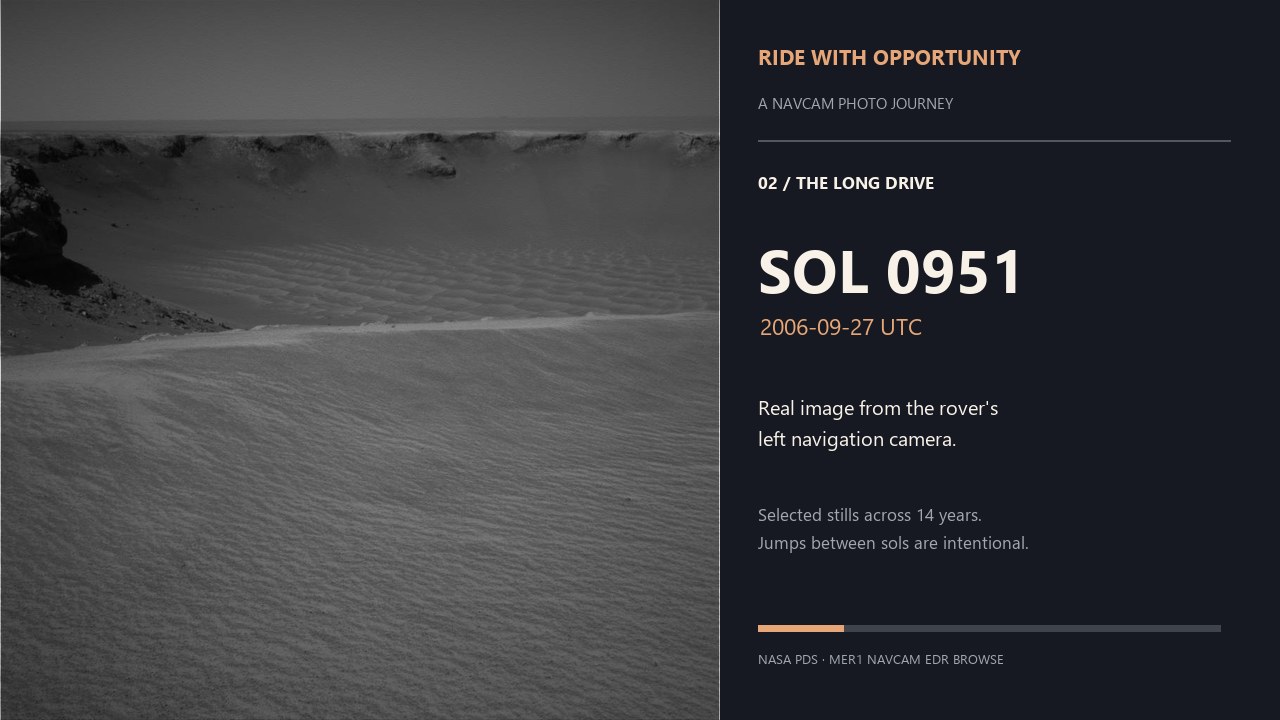 RIDE WITH OPPORTUNITY
A NAVCAM PHOTO JOURNEY
02 / THE LONG DRIVE
SOL 0951
2006-09-27 UTC
Real image from the rover's
left navigation camera.
Selected stills across 14 years.
Jumps between sols are intentional.
NASA PDS · MER1 NAVCAM EDR BROWSE